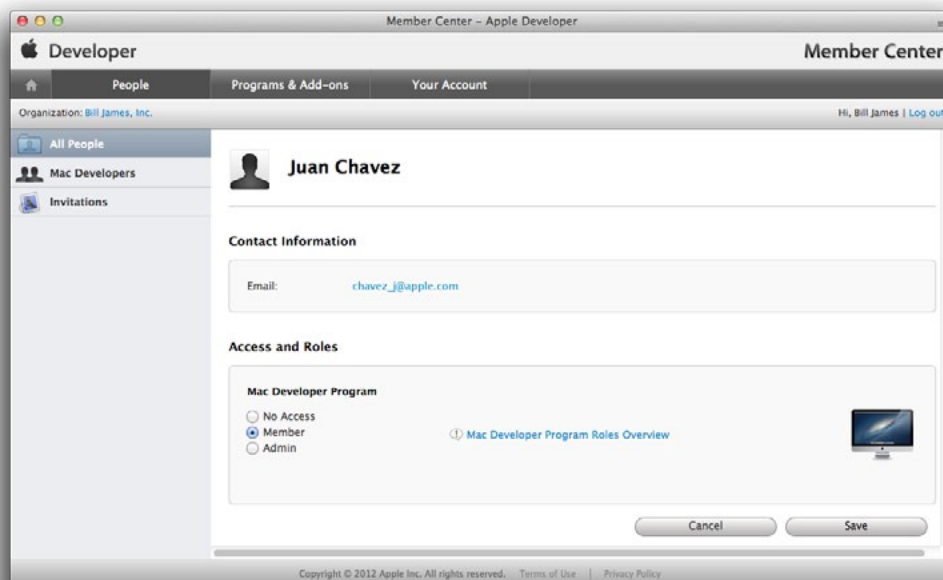 Member Center – Apple Developer
Developer
Member Center
People
Programs & Add-ons
Your Account
Organization: Bill James, Inc.
Hi, Bill James | Log out
All People
Mac Developers
Invitations
Juan Chavez
Contact Information
Email: chavez_j@apple.com
Access and Roles
Mac Developer Program
No Access
Member
Mac Developer Program Roles Overview
Admin
Cancel
Save
Copyright © 2012 Apple Inc. All rights reserved. Terms of Use | Privacy Policy